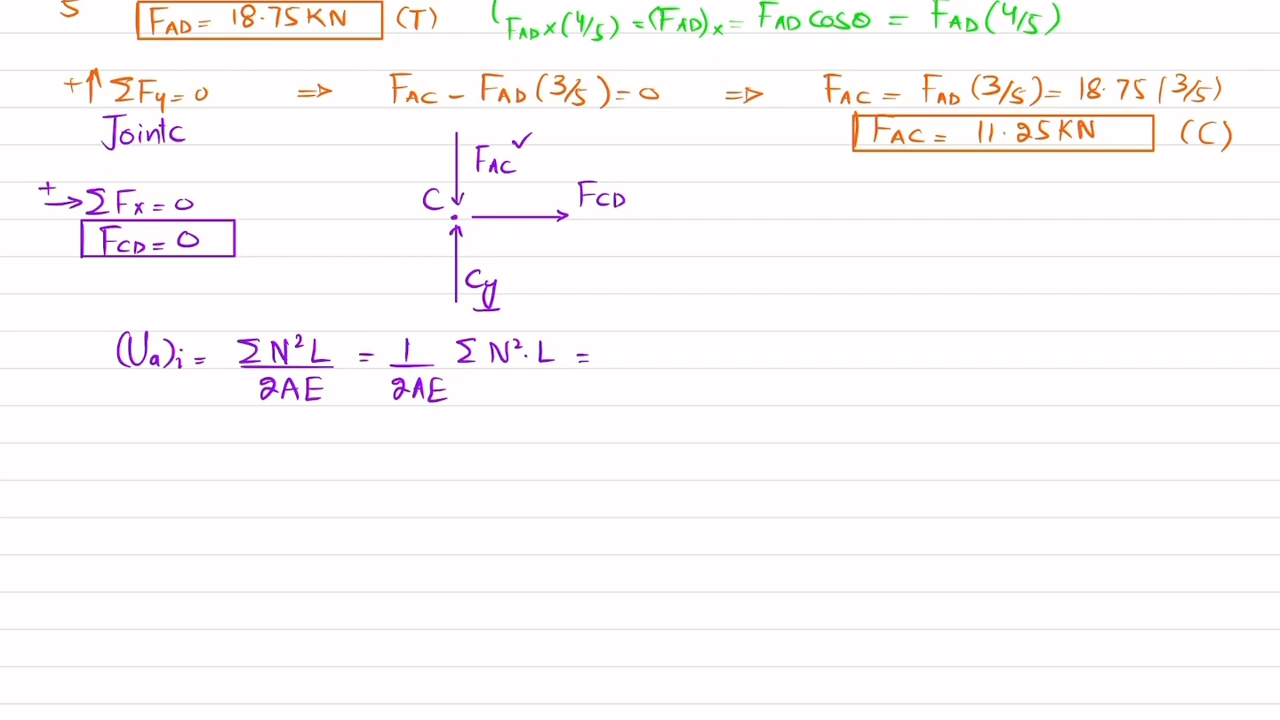 5 FAD = 18.75 KN (T) (FAD x (4/5) = (FAD)x = FAD cosθ = FAD (4/5)
+↑ ΣFy = 0 ⇒ FAC - FAD (3/5) = 0 ⇒ FAC = FAD (3/5) = 18.75 (3/5)
FAC = 11.25 KN (C)
Joint C
FAC ✓
+→ ΣFx = 0 C FCD
FCD = 0
Cy
(Ua)i = ΣN²L / 2AE = 1 / 2AE ΣN².L =